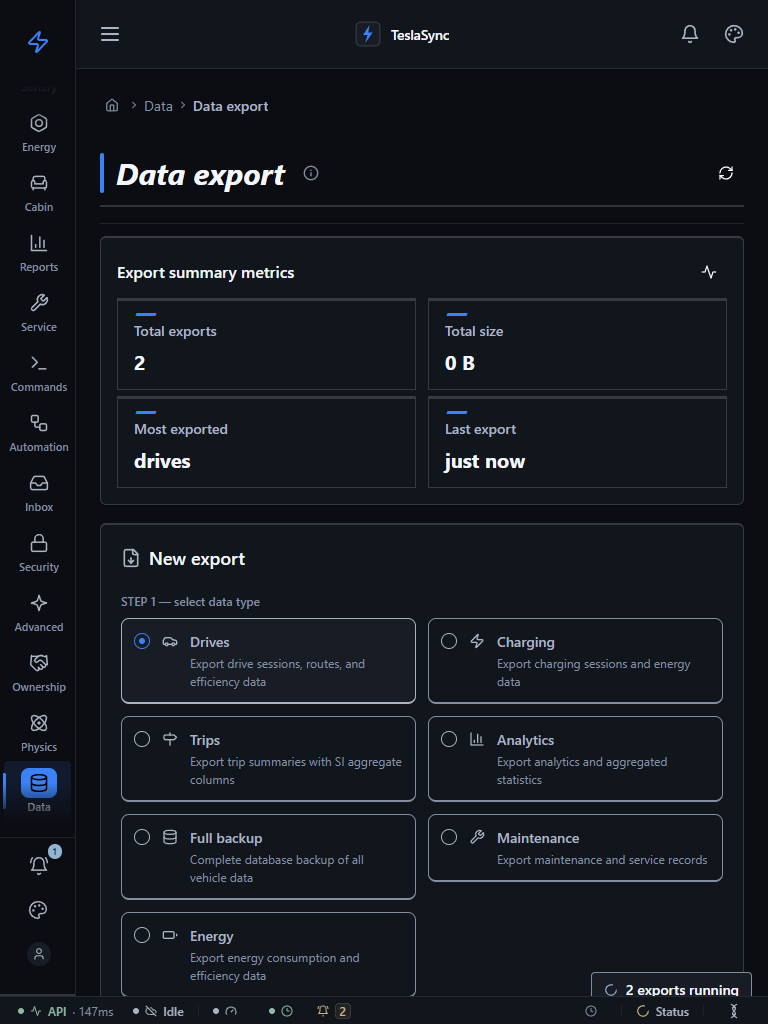 TeslaSync
Energy
Cabin
Reports
Service
Commands
Automation
Inbox
Security
Advanced
Ownership
Physics
Data
1
Data
Data export
Data export
Export summary metrics
Total exports
2
Total size
0 B
Most exported
drives
Last export
just now
New export
STEP 1 — select data type
Drives
Export drive sessions, routes, and
efficiency data
Charging
Export charging sessions and energy
data
Trips
Export trip summaries with SI aggregate
columns
Analytics
Export analytics and aggregated
statistics
Full backup
Complete database backup of all
vehicle data
Maintenance
Export maintenance and service records
Energy
Export energy consumption and
efficiency data
2 exports running
API · 147ms
Idle
2
Status